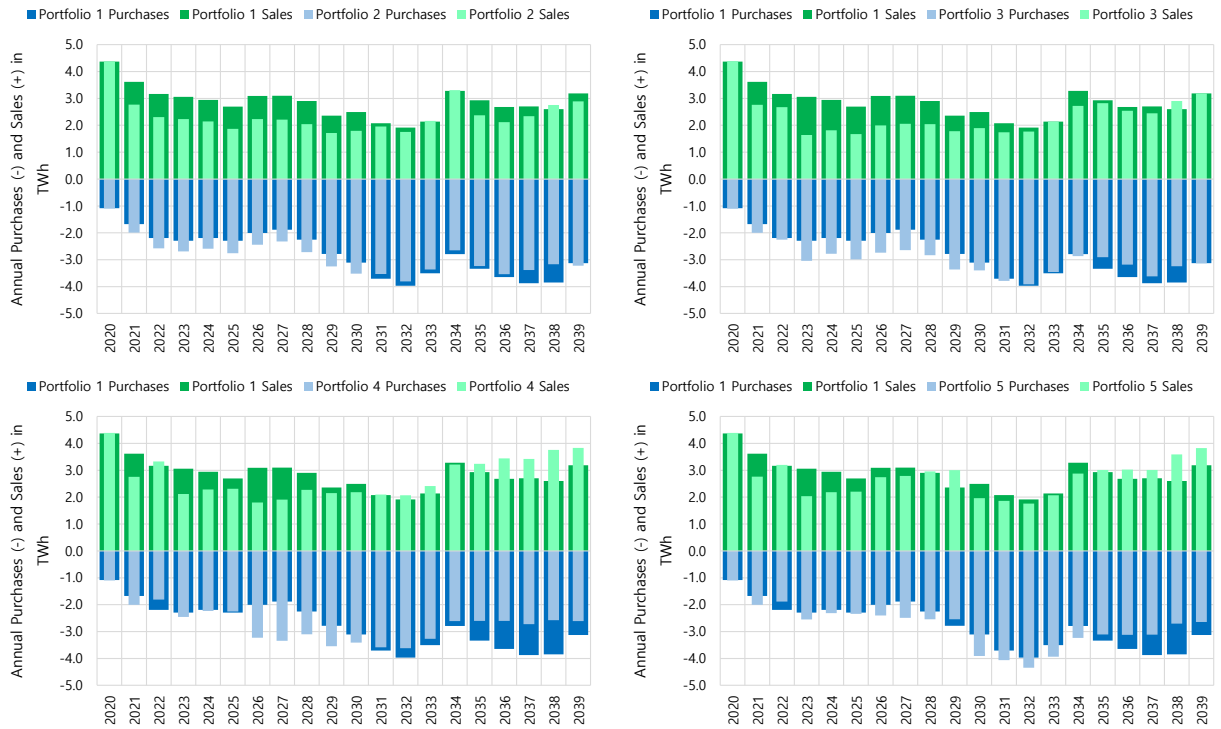 Portfolio 1 Purchases Portfolio 1 Sales Portfolio 2 Purchases Portfolio 2 Sales
Annual Purchases (-) and Sales (+) in
TWh
5.0
4.0
3.0
2.0
1.0
0.0
-1.0
-2.0
-3.0
-4.0
-5.0
2020 2021 2022 2023 2024 2025 2026 2027 2028 2029 2030 2031 2032 2033 2034 2035 2036 2037 2038 2039
Portfolio 1 Purchases Portfolio 1 Sales Portfolio 3 Purchases Portfolio 3 Sales
Annual Purchases (-) and Sales (+) in
TWh
5.0
4.0
3.0
2.0
1.0
0.0
-1.0
-2.0
-3.0
-4.0
-5.0
2020 2021 2022 2023 2024 2025 2026 2027 2028 2029 2030 2031 2032 2033 2034 2035 2036 2037 2038 2039
Portfolio 1 Purchases Portfolio 1 Sales Portfolio 4 Purchases Portfolio 4 Sales
Annual Purchases (-) and Sales (+) in
TWh
5.0
4.0
3.0
2.0
1.0
0.0
-1.0
-2.0
-3.0
-4.0
-5.0
2020 2021 2022 2023 2024 2025 2026 2027 2028 2029 2030 2031 2032 2033 2034 2035 2036 2037 2038 2039
Portfolio 1 Purchases Portfolio 1 Sales Portfolio 5 Purchases Portfolio 5 Sales
Annual Purchases (-) and Sales (+) in
TWh
5.0
4.0
3.0
2.0
1.0
0.0
-1.0
-2.0
-3.0
-4.0
-5.0
2020 2021 2022 2023 2024 2025 2026 2027 2028 2029 2030 2031 2032 2033 2034 2035 2036 2037 2038 2039